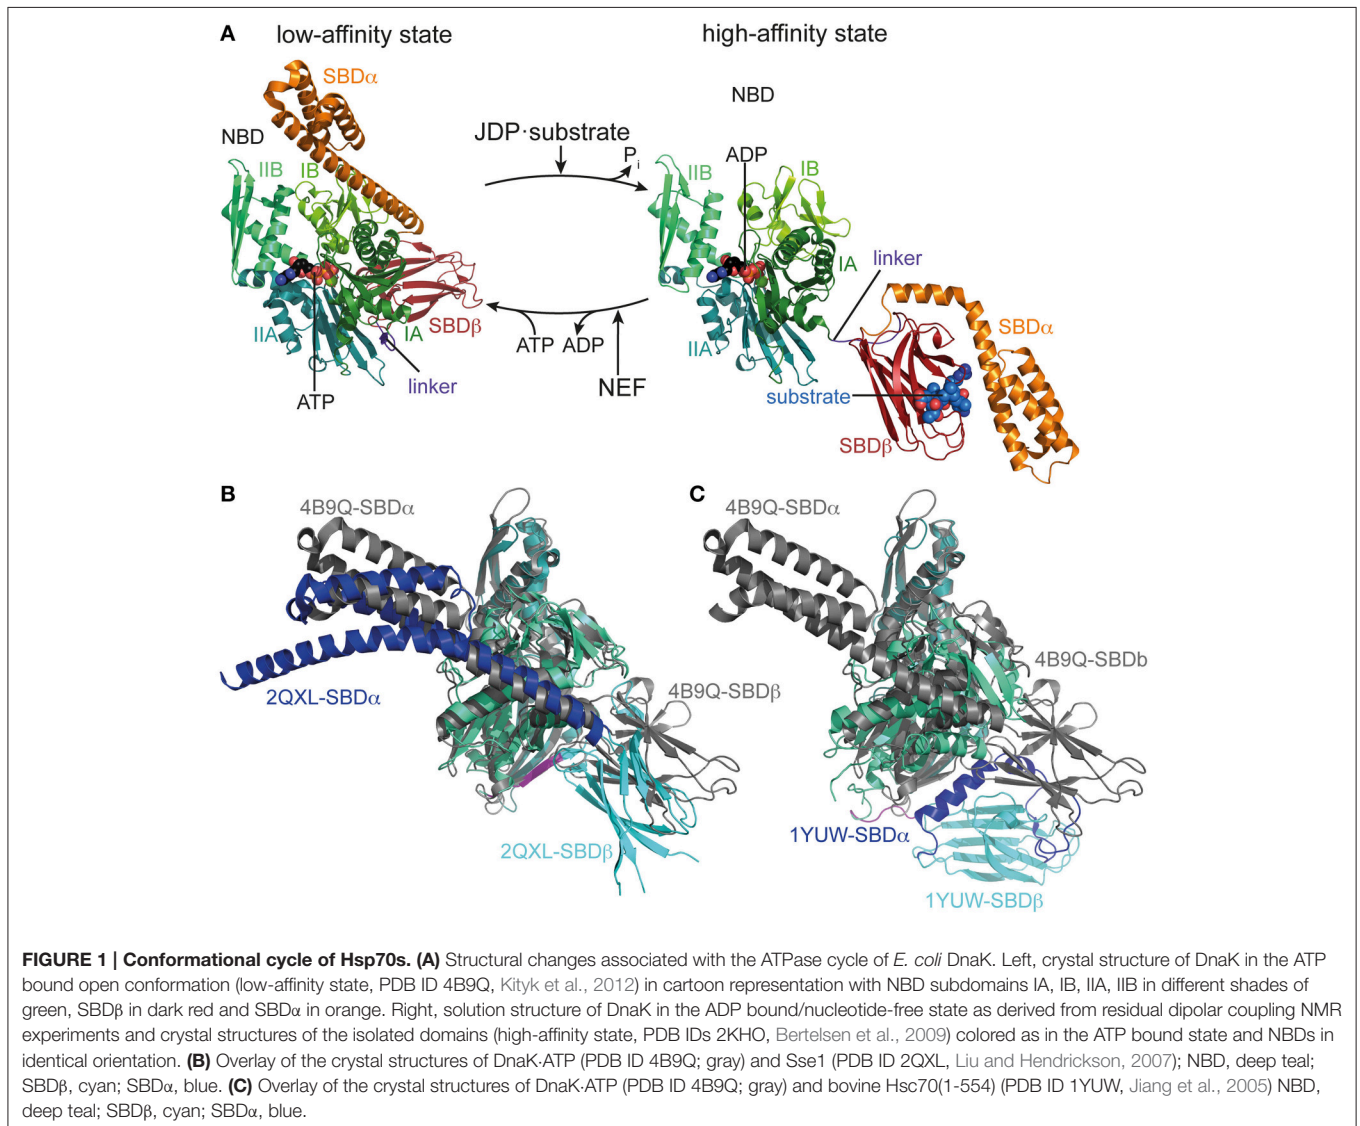 A
low-affinity state
high-affinity state
SBDα
NBD
NBD
JDP·substrate
Pi
ADP
IIB
IB
IIB
IB
IA
linker
SBDα
SBDβ
IIA
IA
linker
ATP
ATP
ADP
NEF
IIA
substrate
SBDβ
B
4B9Q-SBDα
2QXL-SBDα
4B9Q-SBDβ
2QXL-SBDβ
C
4B9Q-SBDα
4B9Q-SBDb
1YUW-SBDα
1YUW-SBDβ
FIGURE 1 | Conformational cycle of Hsp70s. (A) Structural changes associated with the ATPase cycle of E. coli DnaK. Left, crystal structure of DnaK in the ATP
bound open conformation (low-affinity state, PDB ID 4B9Q, Kityk et al., 2012) in cartoon representation with NBD subdomains IA, IB, IIA, IIB in different shades of
green, SBDβ in dark red and SBDα in orange. Right, solution structure of DnaK in the ADP bound/nucleotide-free state as derived from residual dipolar coupling NMR
experiments and crystal structures of the isolated domains (high-affinity state, PDB IDs 2KHO, Bertelsen et al., 2009) colored as in the ATP bound state and NBDs in
identical orientation. (B) Overlay of the crystal structures of DnaK·ATP (PDB ID 4B9Q; gray) and Sse1 (PDB ID 2QXL, Liu and Hendrickson, 2007); NBD, deep teal;
SBDβ, cyan; SBDα, blue. (C) Overlay of the crystal structures of DnaK·ATP (PDB ID 4B9Q; gray) and bovine Hsc70(1-554) (PDB ID 1YUW, Jiang et al., 2005) NBD,
deep teal; SBDβ, cyan; SBDα, blue.